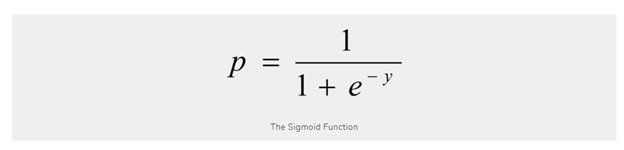 p = 1 / (1 + e^{-y})
The Sigmoid Function